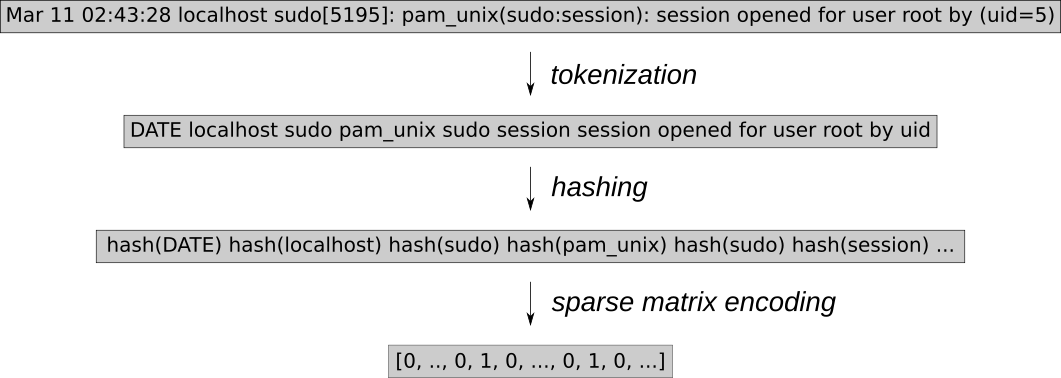 Mar 11 02:43:28 localhost sudo[5195]: pam_unix(sudo:session): session opened for user root by (uid=5)
tokenization
DATE localhost sudo pam_unix sudo session session opened for user root by uid
hashing
hash(DATE) hash(localhost) hash(sudo) hash(pam_unix) hash(sudo) hash(session) ...
sparse matrix encoding
[0, .., 0, 1, 0, ..., 0, 1, 0, ...]